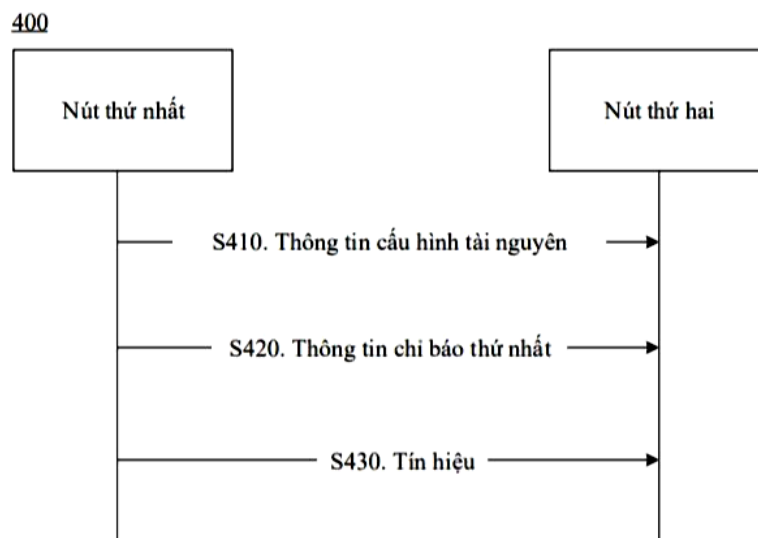 400
Nút thứ nhất
Nút thứ hai
S410. Thông tin cấu hình tài nguyên
S420. Thông tin chỉ báo thứ nhất
S430. Tín hiệu